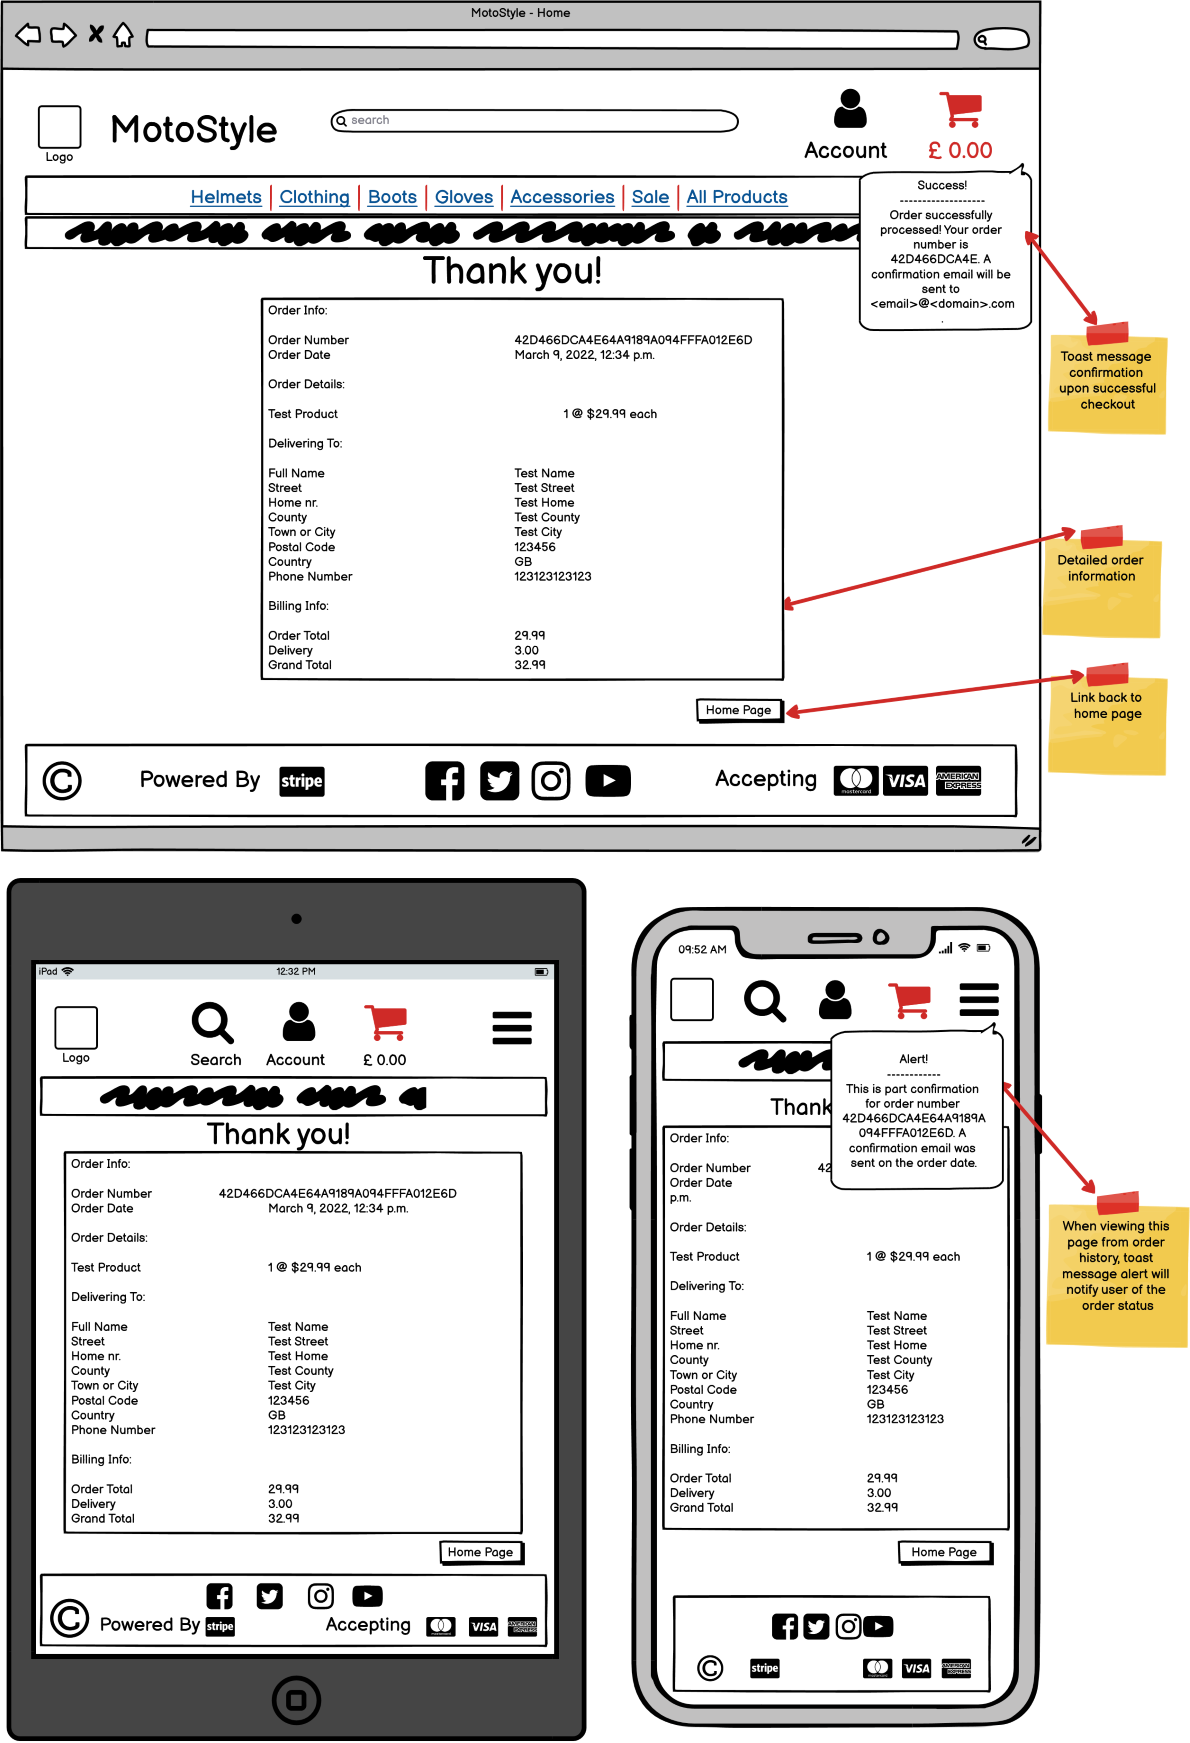 MotoStyle - Home
search
MotoStyle
Logo
Account
£ 0.00
Helmets | Clothing | Boots | Gloves | Accessories | Sale | All Products
Success!
-------------------
Order successfully
processed! Your order
number is
42D466DCA4E. A
confirmation email will be
sent to
<email>@<domain>.com
.
Thank you!
Order Info:
Order Number 42D466DCA4E64A9189A094FFFA012E6D
Order Date March 9, 2022, 12:34 p.m.
Order Details:
Test Product 1 @ $29.99 each
Delivering To:
Full Name Test Name
Street Test Street
Home nr. Test Home
County Test County
Town or City Test City
Postal Code 123456
Country GB
Phone Number 123123123123
Billing Info:
Order Total 29.99
Delivery 3.00
Grand Total 32.99
Home Page
Toast message
confirmation
upon successful
checkout
Detailed order
information
Link back to
home page
© Powered By stripe Accepting mastercard VISA AMERICAN EXPRESS
iPad 12:32 PM
Logo
Search
Account
£ 0.00
Thank you!
Order Info:
Order Number 42D466DCA4E64A9189A094FFFA012E6D
Order Date March 9, 2022, 12:34 p.m.
Order Details:
Test Product 1 @ $29.99 each
Delivering To:
Full Name Test Name
Street Test Street
Home nr. Test Home
County Test County
Town or City Test City
Postal Code 123456
Country GB
Phone Number 123123123123
Billing Info:
Order Total 29.99
Delivery 3.00
Grand Total 32.99
Home Page
© Powered By stripe Accepting mastercard VISA AMERICAN EXPRESS
09:52 AM
Alert!
------------
This is part confirmation
for order number
42D466DCA4E64A9189A
094FFFA012E6D. A
confirmation email was
sent on the order date.
Thank
Order Info:
Order Number 42
Order Date
p.m.
Order Details:
Test Product 1 @ $29.99 each
Delivering To:
Full Name Test Name
Street Test Street
Home nr. Test Home
County Test County
Town or City Test City
Postal Code 123456
Country GB
Phone Number 123123123123
Billing Info:
Order Total 29.99
Delivery 3.00
Grand Total 32.99
Home Page
© stripe mastercard VISA AMERICAN EXPRESS
When viewing this
page from order
history, toast
message alert will
notify user of the
order status